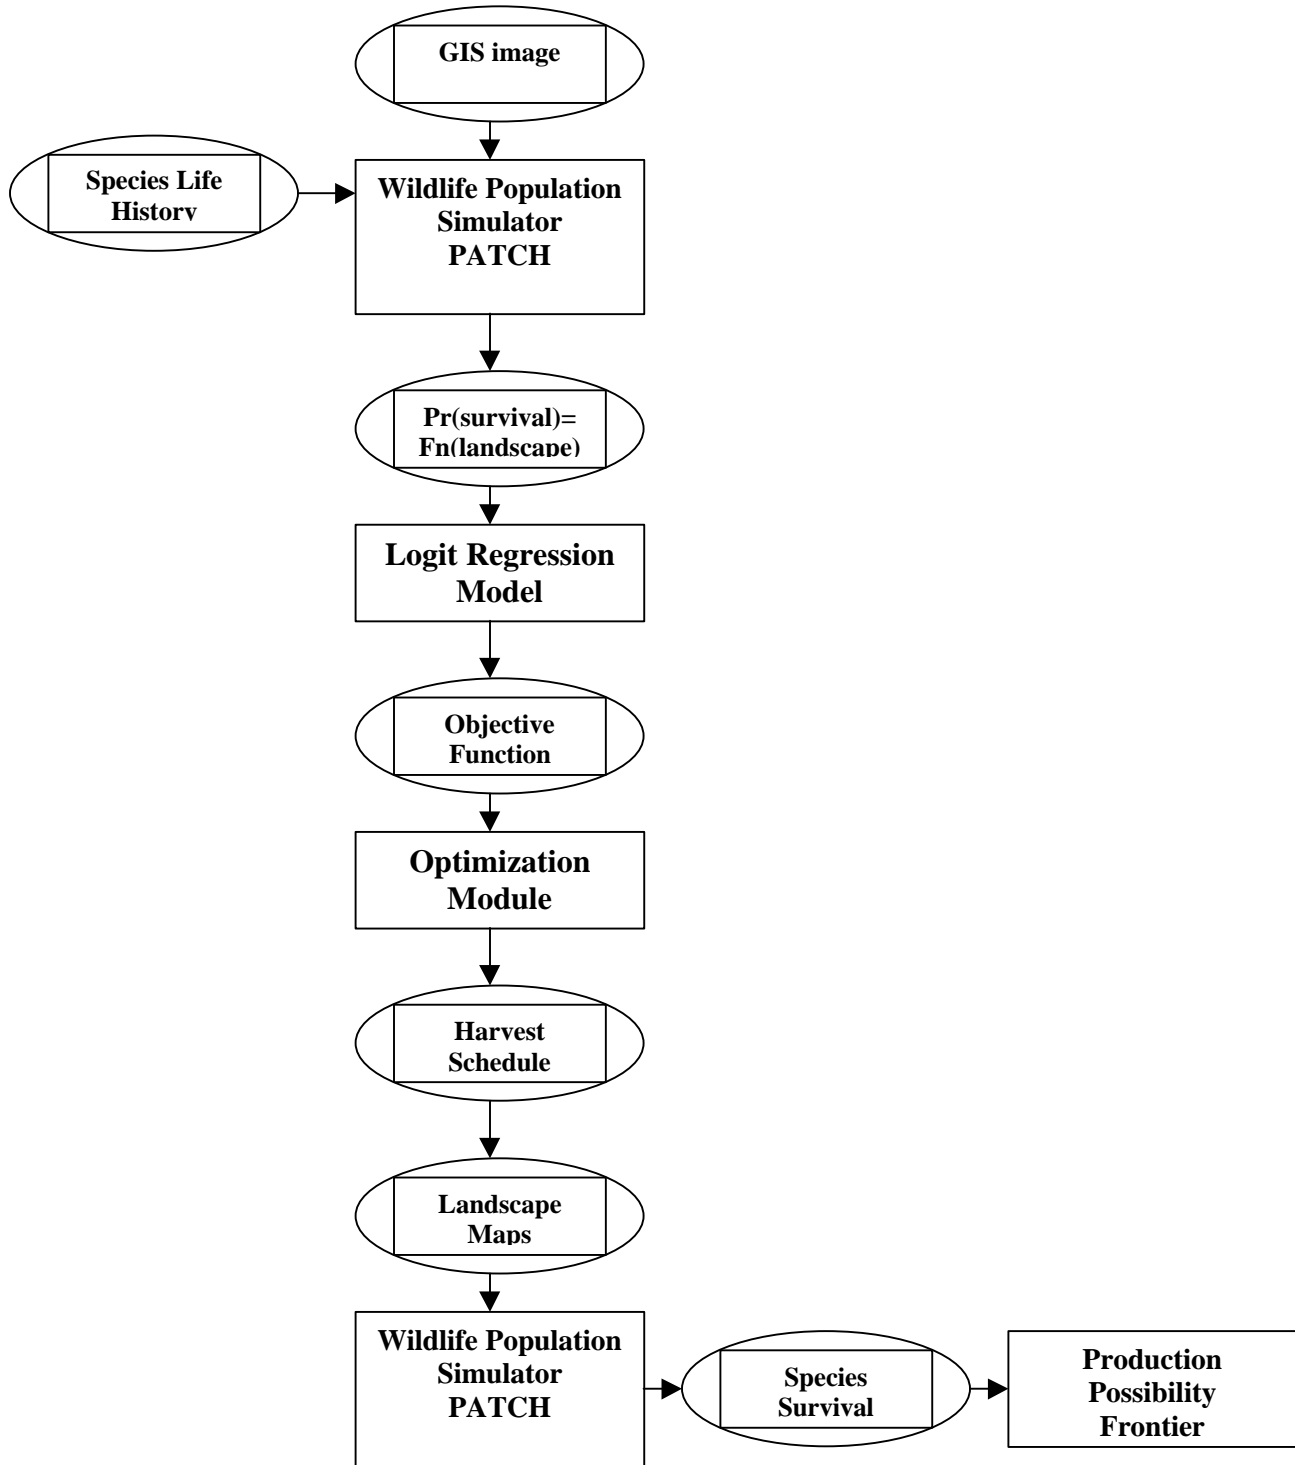 GIS image
Species Life
History
Wildlife Population
Simulator
PATCH
Pr(survival)=
Fn(landscape)
Logit Regression
Model
Objective
Function
Optimization
Module
Harvest
Schedule
Landscape
Maps
Wildlife Population
Simulator
PATCH
Species
Survival
Production
Possibility
Frontier